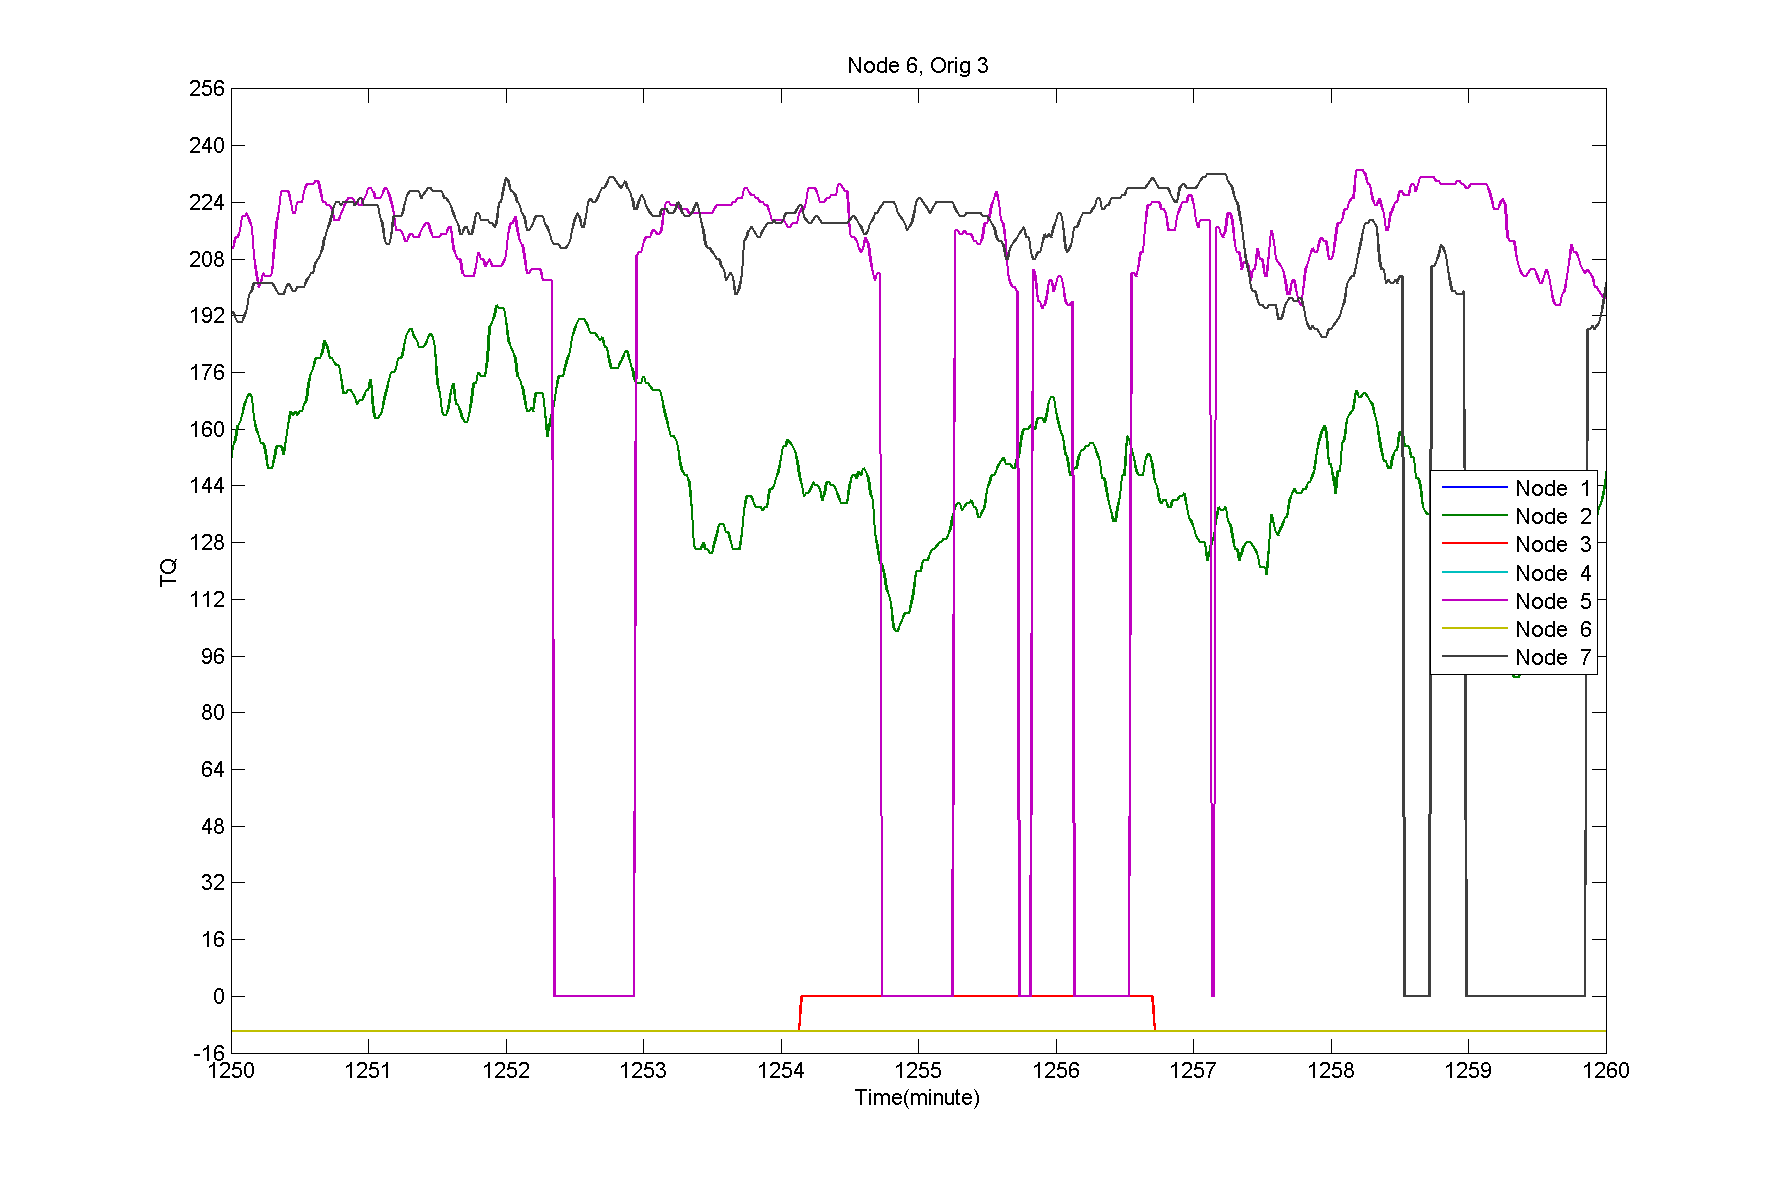 Node 6, Orig 3
256
240
224
208
192
176
160
144
128
112
96
80
64
48
32
16
0
-16
TQ
Node 1
Node 2
Node 3
Node 4
Node 5
Node 6
Node 7
1250 1251 1252 1253 1254 1255 1256 1257 1258 1259 1260
Time(minute)